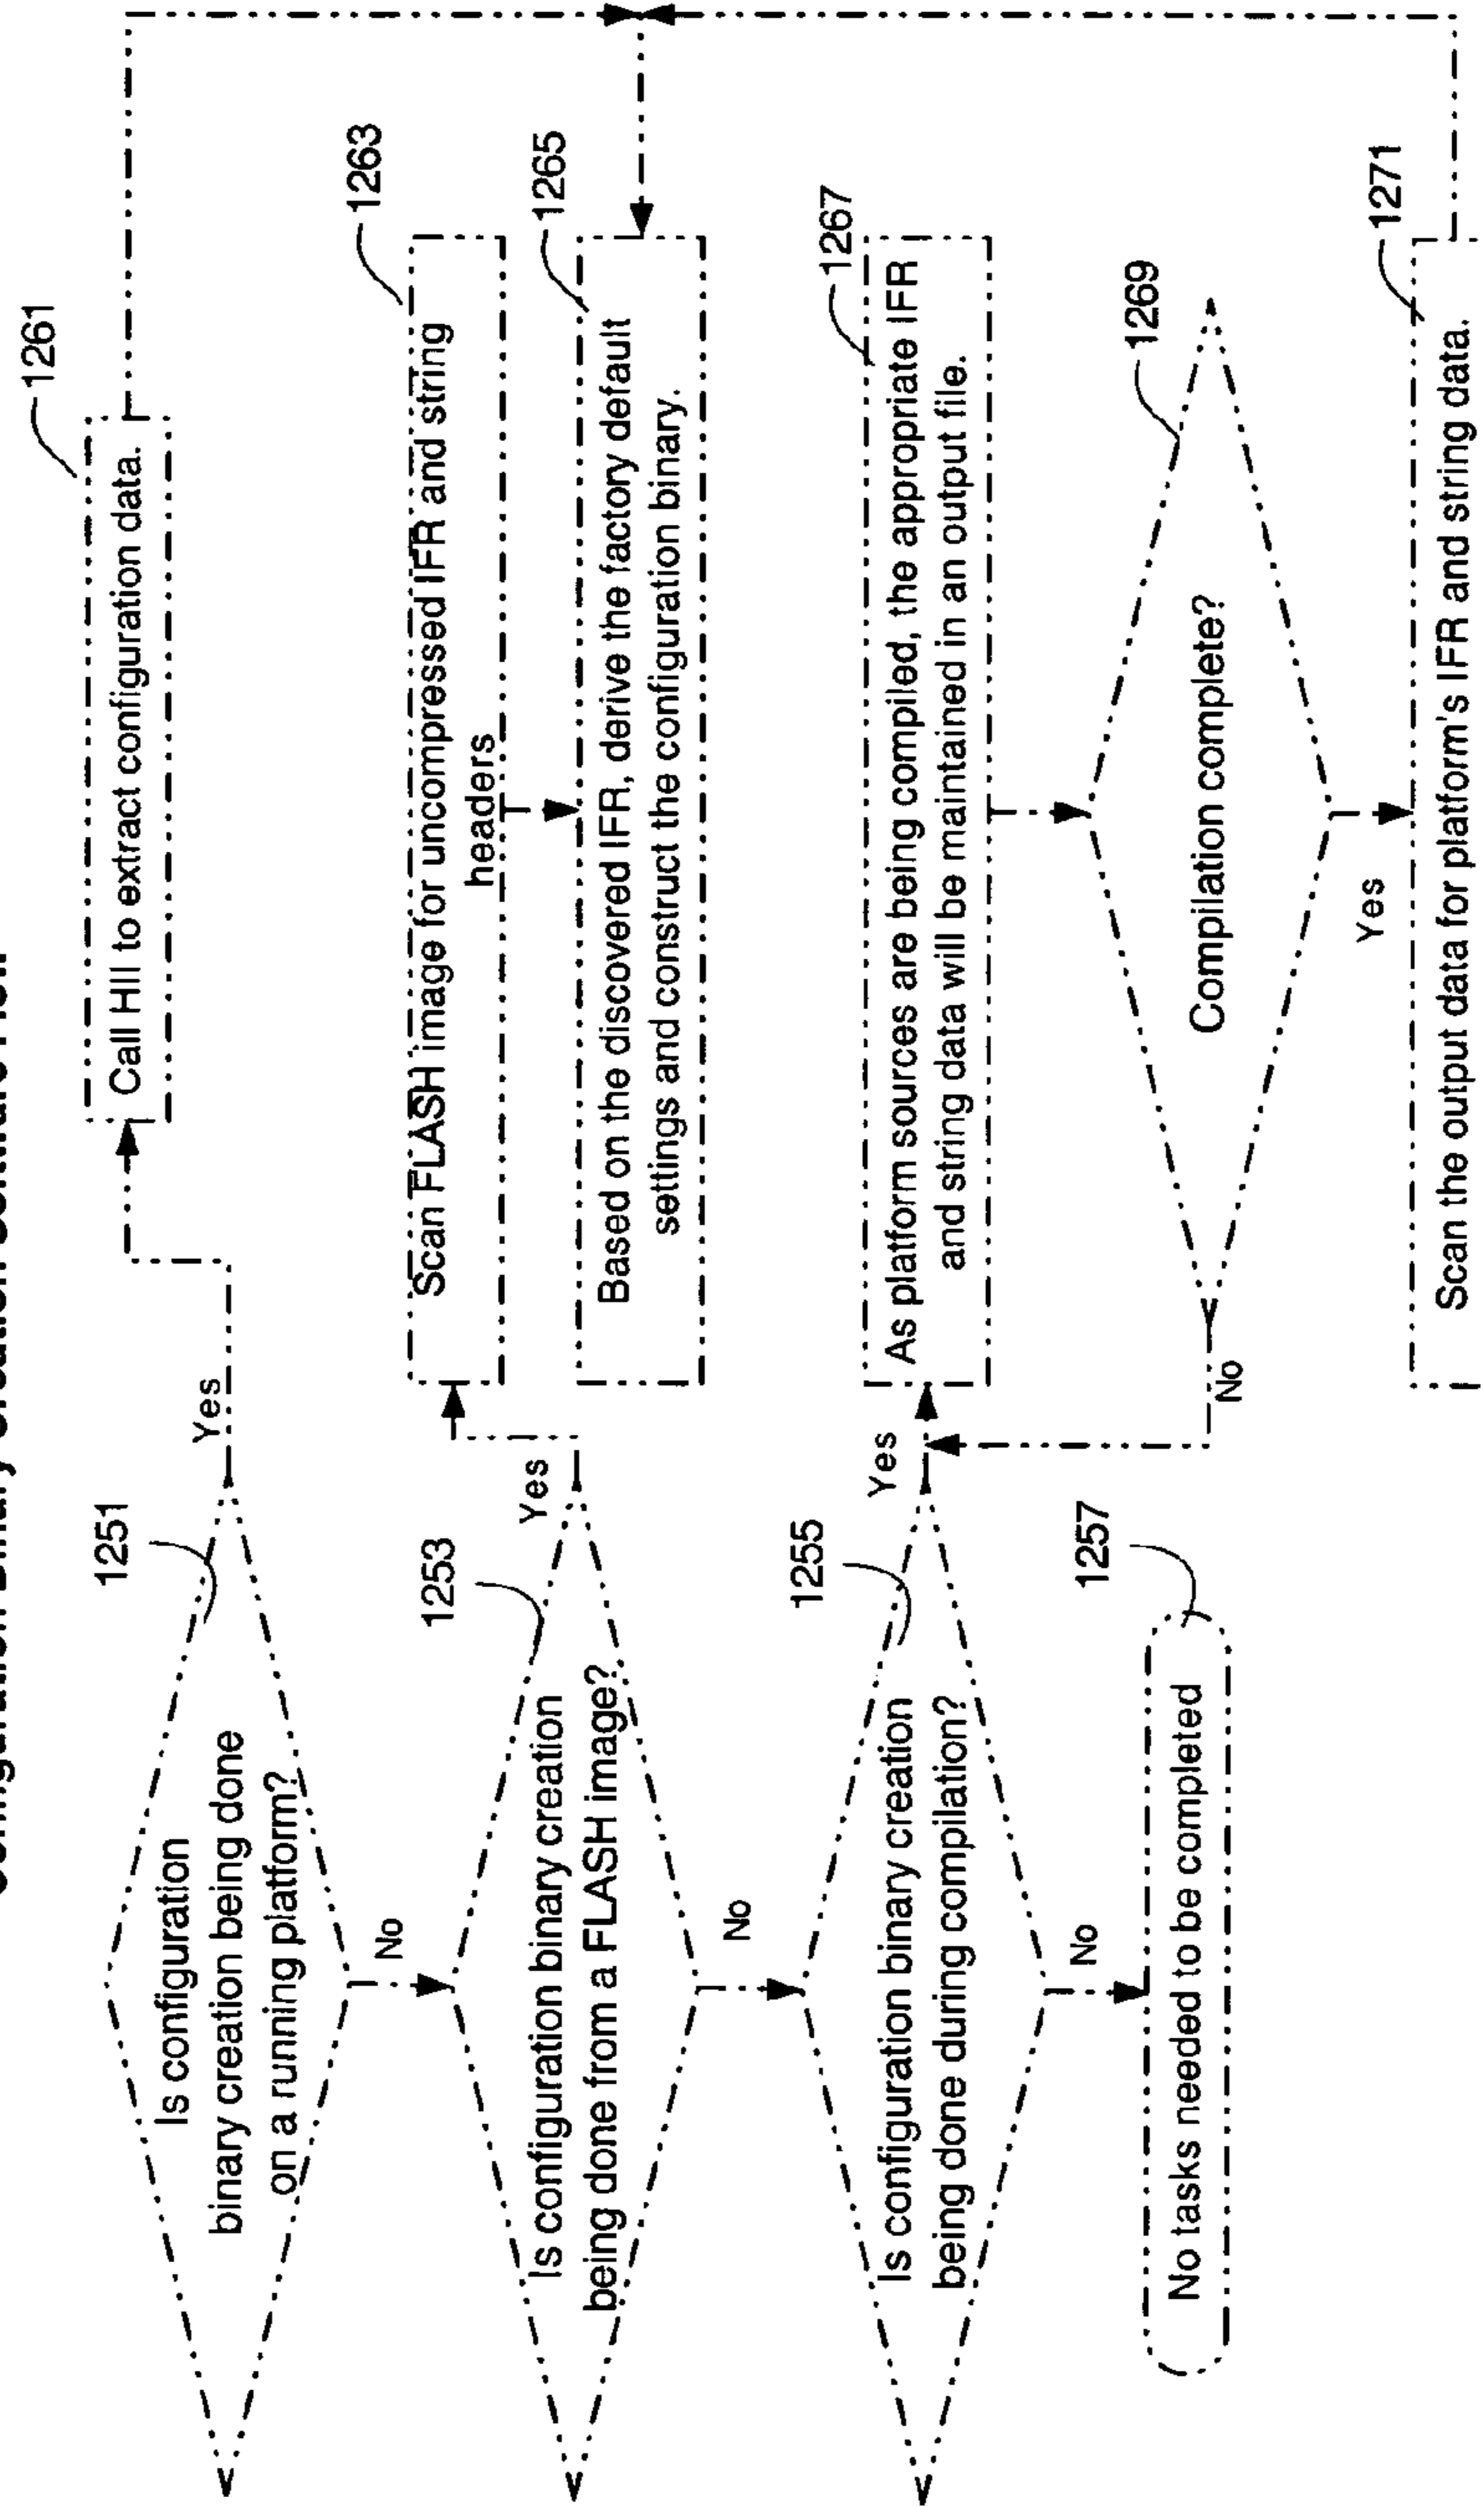 Is configuration
binary creation being done
on a running platform?
1251
Yes
No
Is configuration binary creation
being done from a FLASH image?
1253
Yes
No
Is configuration binary creation
being done during compilation?
1255
Yes
No
No tasks needed to be completed
1257
Call HII to extract configuration data.
1261
Scan FLASH image for uncompressed IFR and string
headers
1263
Based on the discovered IFR, derive the factory default
settings and construct the configuration binary.
1265
As platform sources are being compiled, the appropriate IFR
and string data will be maintained in an output file.
1267
Compilation complete?
1269
No
Yes
Scan the output data for platform's IFR and string data.
1271